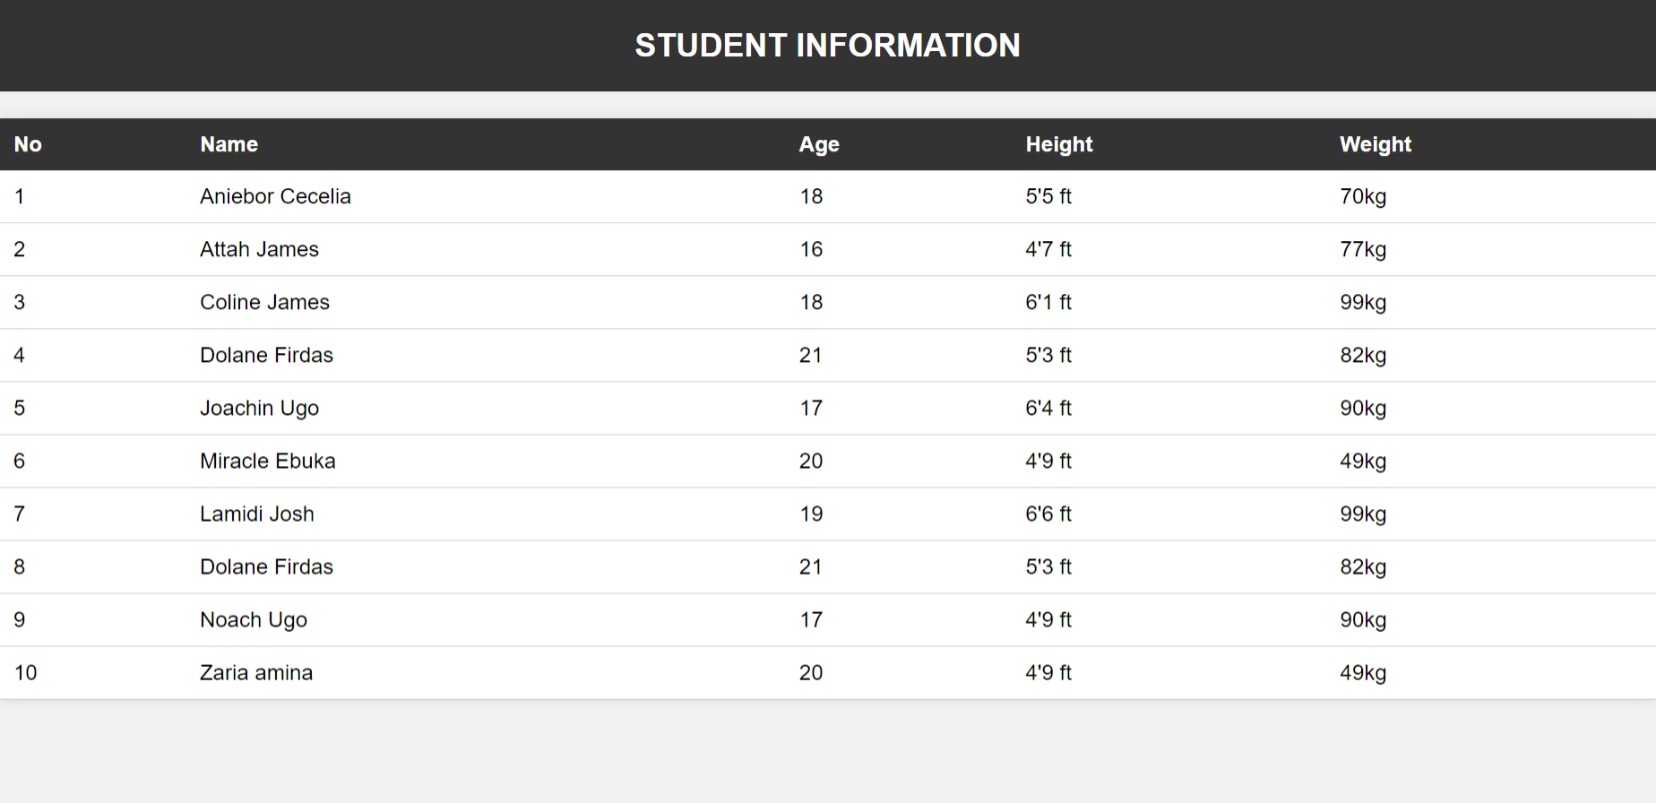 STUDENT INFORMATION
No Name Age Height Weight
1 Aniebor Cecelia 18 5'5 ft 70kg
2 Attah James 16 4'7 ft 77kg
3 Coline James 18 6'1 ft 99kg
4 Dolane Firdas 21 5'3 ft 82kg
5 Joachin Ugo 17 6'4 ft 90kg
6 Miracle Ebuka 20 4'9 ft 49kg
7 Lamidi Josh 19 6'6 ft 99kg
8 Dolane Firdas 21 5'3 ft 82kg
9 Noach Ugo 17 4'9 ft 90kg
10 Zaria amina 20 4'9 ft 49kg